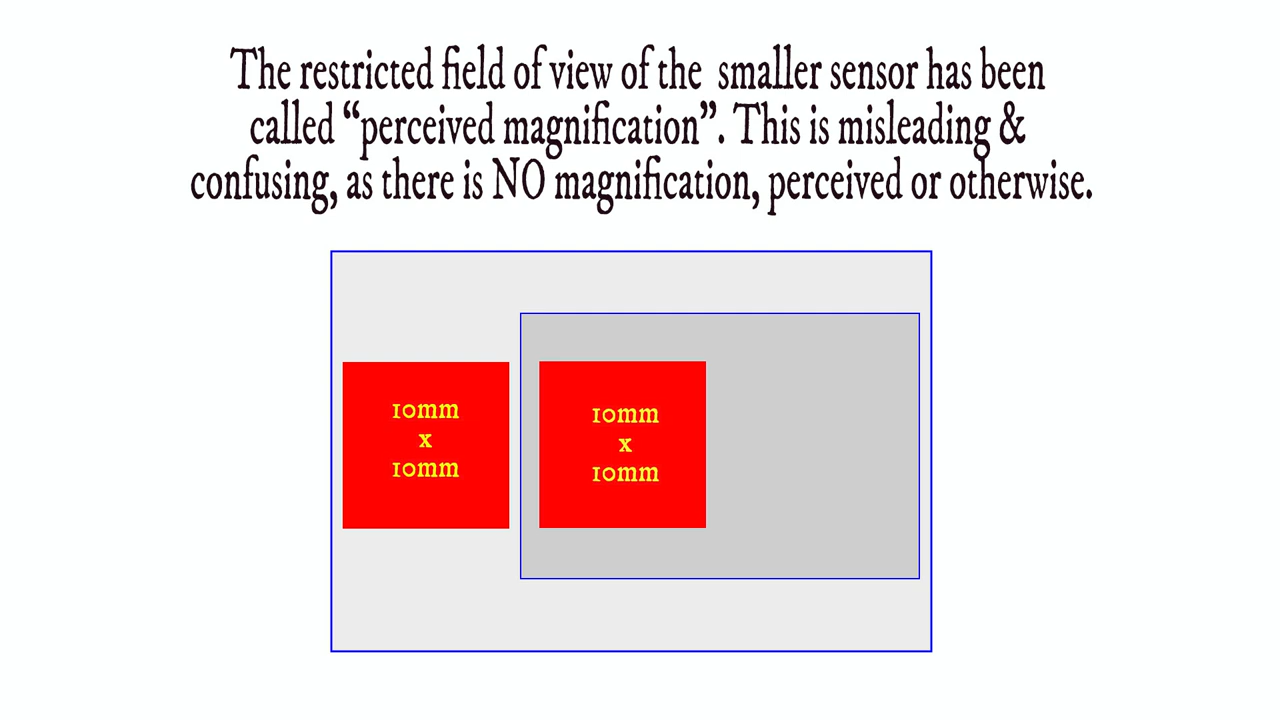 The restricted field of view of the smaller sensor has been
called “perceived magnification”. This is misleading &
confusing, as there is NO magnification, perceived or otherwise.
10mm
x
10mm
10mm
x
10mm